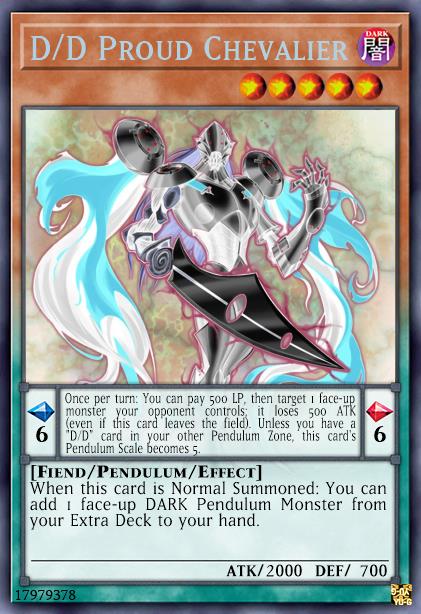 D/D PROUD CHEVALIER
DARK
闇
Once per turn: You can pay 500 LP, then target 1 face-up
monster your opponent controls; it loses 500 ATK
(even if this card leaves the field). Unless you have a
"D/D" card in your other Pendulum Zone, this card's
Pendulum Scale becomes 5.
6
6
[FIEND/PENDULUM/EFFECT]
When this card is Normal Summoned: You can
add 1 face-up DARK Pendulum Monster from
your Extra Deck to your hand.
ATK/2000 DEF/ 700
17979378